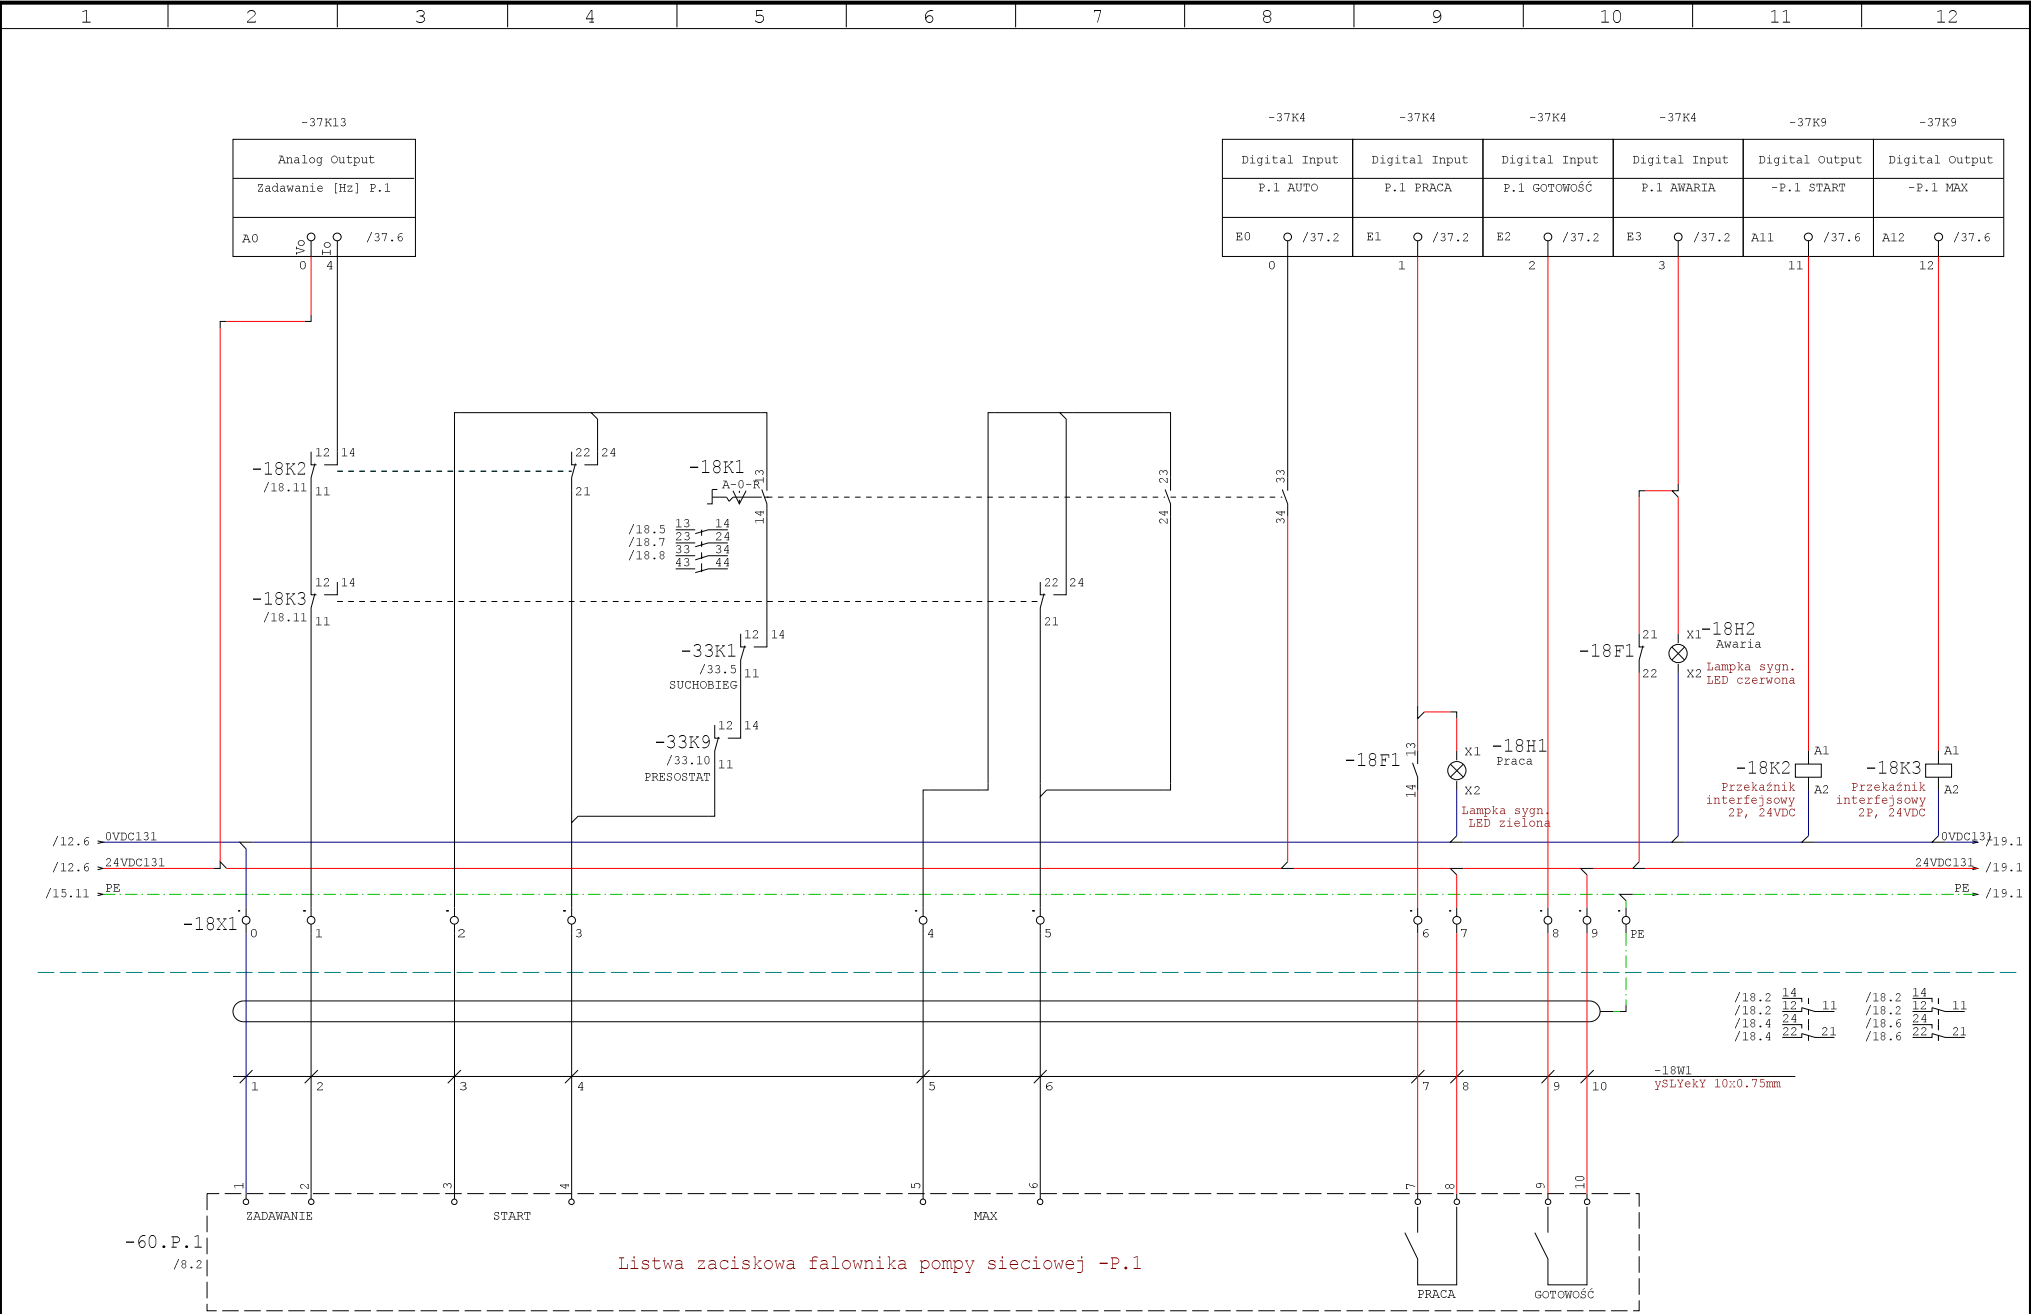 1 2 3 4 5 6 7 8 9 10 11 12
-37K13
Analog Output
Zadawanie [Hz] P.1
A0 Vo Io /37.6
0 4
-37K4 -37K4 -37K4 -37K4 -37K9 -37K9
Digital Input Digital Input Digital Input Digital Input Digital Output Digital Output
P.1 AUTO P.1 PRACA P.1 GOTOWOŚĆ P.1 AWARIA -P.1 START -P.1 MAX
E0 /37.2 E1 /37.2 E2 /37.2 E3 /37.2 A11 /37.6 A12 /37.6
0 1 2 3 11 12
-18K2
/18.11
12 14
11
22 24
21
-18K1
A-0-R
13
14
23
24
33
34
/18.5 13 14
/18.7 23 24
/18.8 33 34
43 44
-18K3
/18.11
12 14
11
22 24
21
-33K1
/33.5
SUCHOBIEG
12 14
11
-33K9
/33.10
PRESOSTAT
12 14
11
-18F1
21
22
X1
X2
-18H2
Awaria
Lampka sygn.
LED czerwona
-18F1
13
14
X1
X2
-18H1
Praca
Lampka sygn.
LED zielona
-18K2
A1
A2
Przekaźnik
interfejsowy
2P, 24VDC
-18K3
A1
A2
Przekaźnik
interfejsowy
2P, 24VDC
/12.6 0VDC131 0VDC131 /19.1
/12.6 24VDC131 24VDC131 /19.1
/15.11 PE PE /19.1
-18X1 0 1 2 3 4 5 6 7 8 9 PE
/18.2 14
/18.2 12 11
/18.4 24
/18.4 22 21
/18.2 14
/18.2 12 11
/18.6 24
/18.6 22 21
1 2 3 4 5 6 7 8 9 10
-18W1
ySLYekY 10x0.75mm
1 2 3 4 5 6 7 8 9 10
ZADAWANIE START MAX
-60.P.1
/8.2
Listwa zaciskowa falownika pompy sieciowej -P.1
PRACA GOTOWOŚĆ